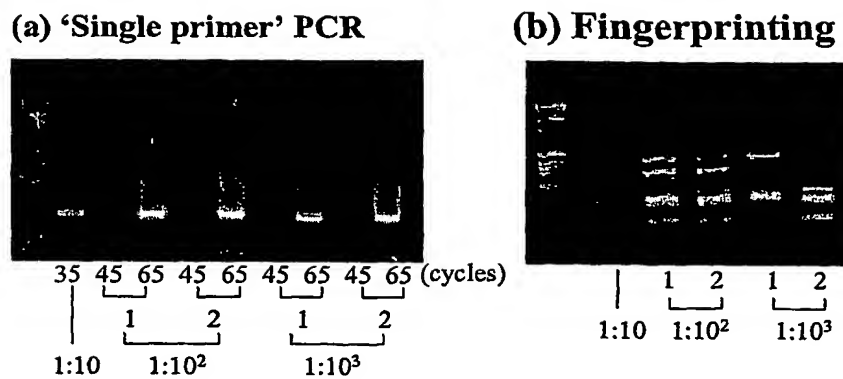 (a) 'Single primer' PCR
35 45 65 45 65 45 65 45 65 (cycles)
1 2 1 2
1:10 1:10² 1:10³
(b) Fingerprinting
1 2 1 2
1:10 1:10² 1:10³